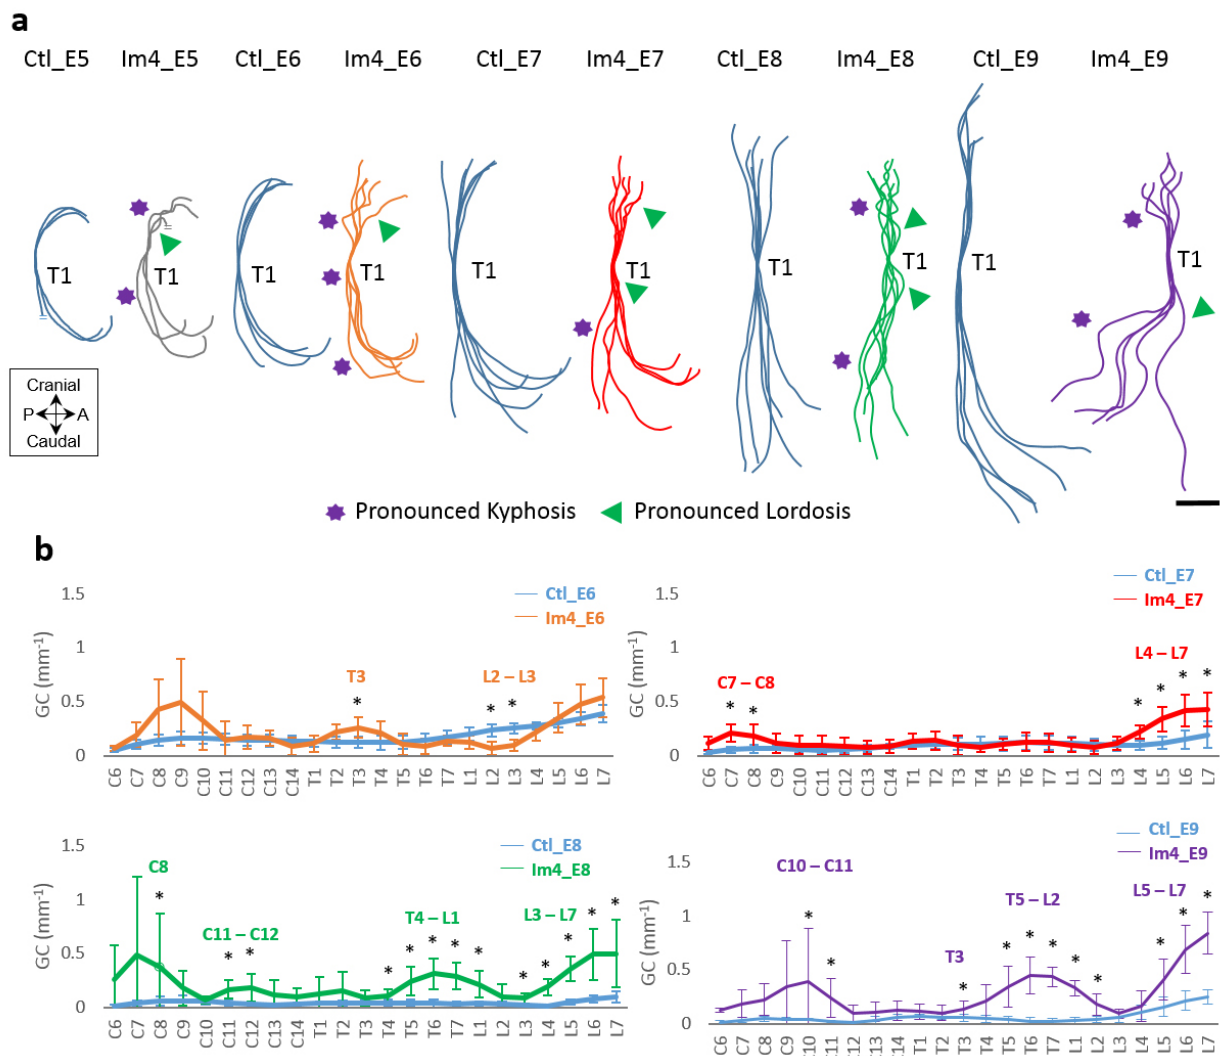 a
Ctl_E5 Im4_E5 Ctl_E6 Im4_E6 Ctl_E7 Im4_E7 Ctl_E8 Im4_E8 Ctl_E9 Im4_E9
T1 T1 T1 T1 T1 T1 T1 T1 T1 T1
Cranial
P A
Caudal
Pronounced Kyphosis Pronounced Lordosis
b
Ctl_E6
Im4_E6
GC (mm⁻¹)
1.5
1
0.5
0
T3
*
L2 – L3
* *
C6 C7 C8 C9 C10 C11 C12 C13 C14 T1 T2 T3 T4 T5 T6 T7 L1 L2 L3 L4 L5 L6 L7
Ctl_E7
Im4_E7
GC (mm⁻¹)
1.5
1
0.5
0
C7 – C8
* *
L4 – L7
* * * *
C6 C7 C8 C9 C10 C11 C12 C13 C14 T1 T2 T3 T4 T5 T6 T7 L1 L2 L3 L4 L5 L6 L7
Ctl_E8
Im4_E8
GC (mm⁻¹)
1.5
1
0.5
0
C8
*
C11 – C12
* *
T4 – L1
* * * * *
L3 – L7
* * * * *
C6 C7 C8 C9 C10 C11 C12 C13 C14 T1 T2 T3 T4 T5 T6 T7 L1 L2 L3 L4 L5 L6 L7
Ctl_E9
Im4_E9
GC (mm⁻¹)
1.5
1
0.5
0
C10 – C11
* *
T3
*
T5 – L2
* * * * *
L5 – L7
* * *
C6 C7 C8 C9 C10 C11 C12 C13 C14 T1 T2 T3 T4 T5 T6 T7 L1 L2 L3 L4 L5 L6 L7